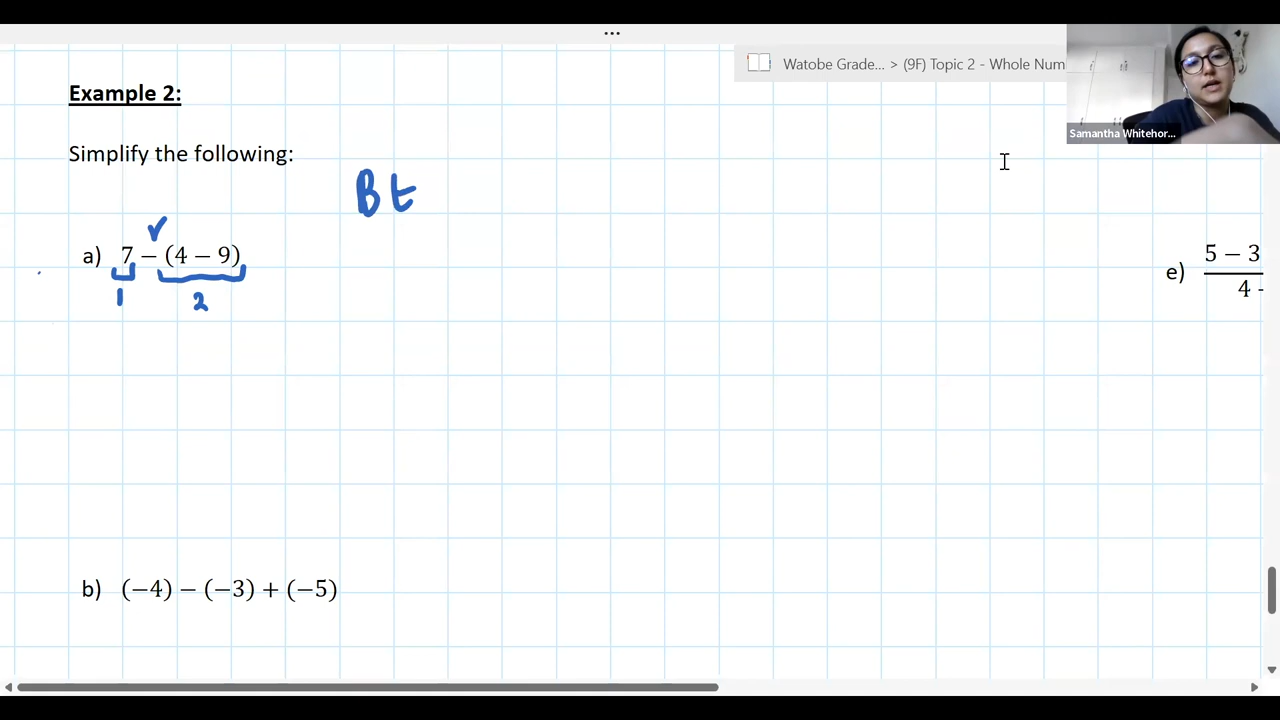 ...
Watobe Grade... > (9F) Topic 2 - Whole Num
Samantha Whitehor...
Example 2:
Simplify the following:
B t
a) 7 − (4 − 9)
1 2
e) 5 − 3
4 -
b) (−4) − (−3) + (−5)